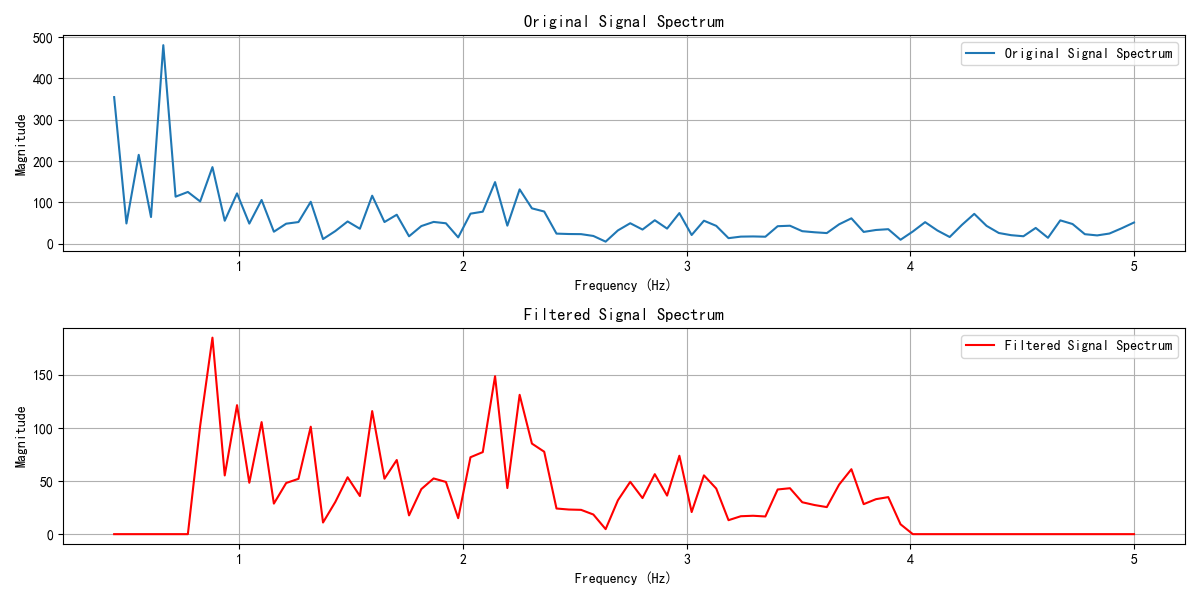 Original Signal Spectrum
500
400
300
200
100
0
Magnitude
Original Signal Spectrum
1
2
3
4
5
Frequency (Hz)
Filtered Signal Spectrum
150
100
50
0
Magnitude
Filtered Signal Spectrum
1
2
3
4
5
Frequency (Hz)